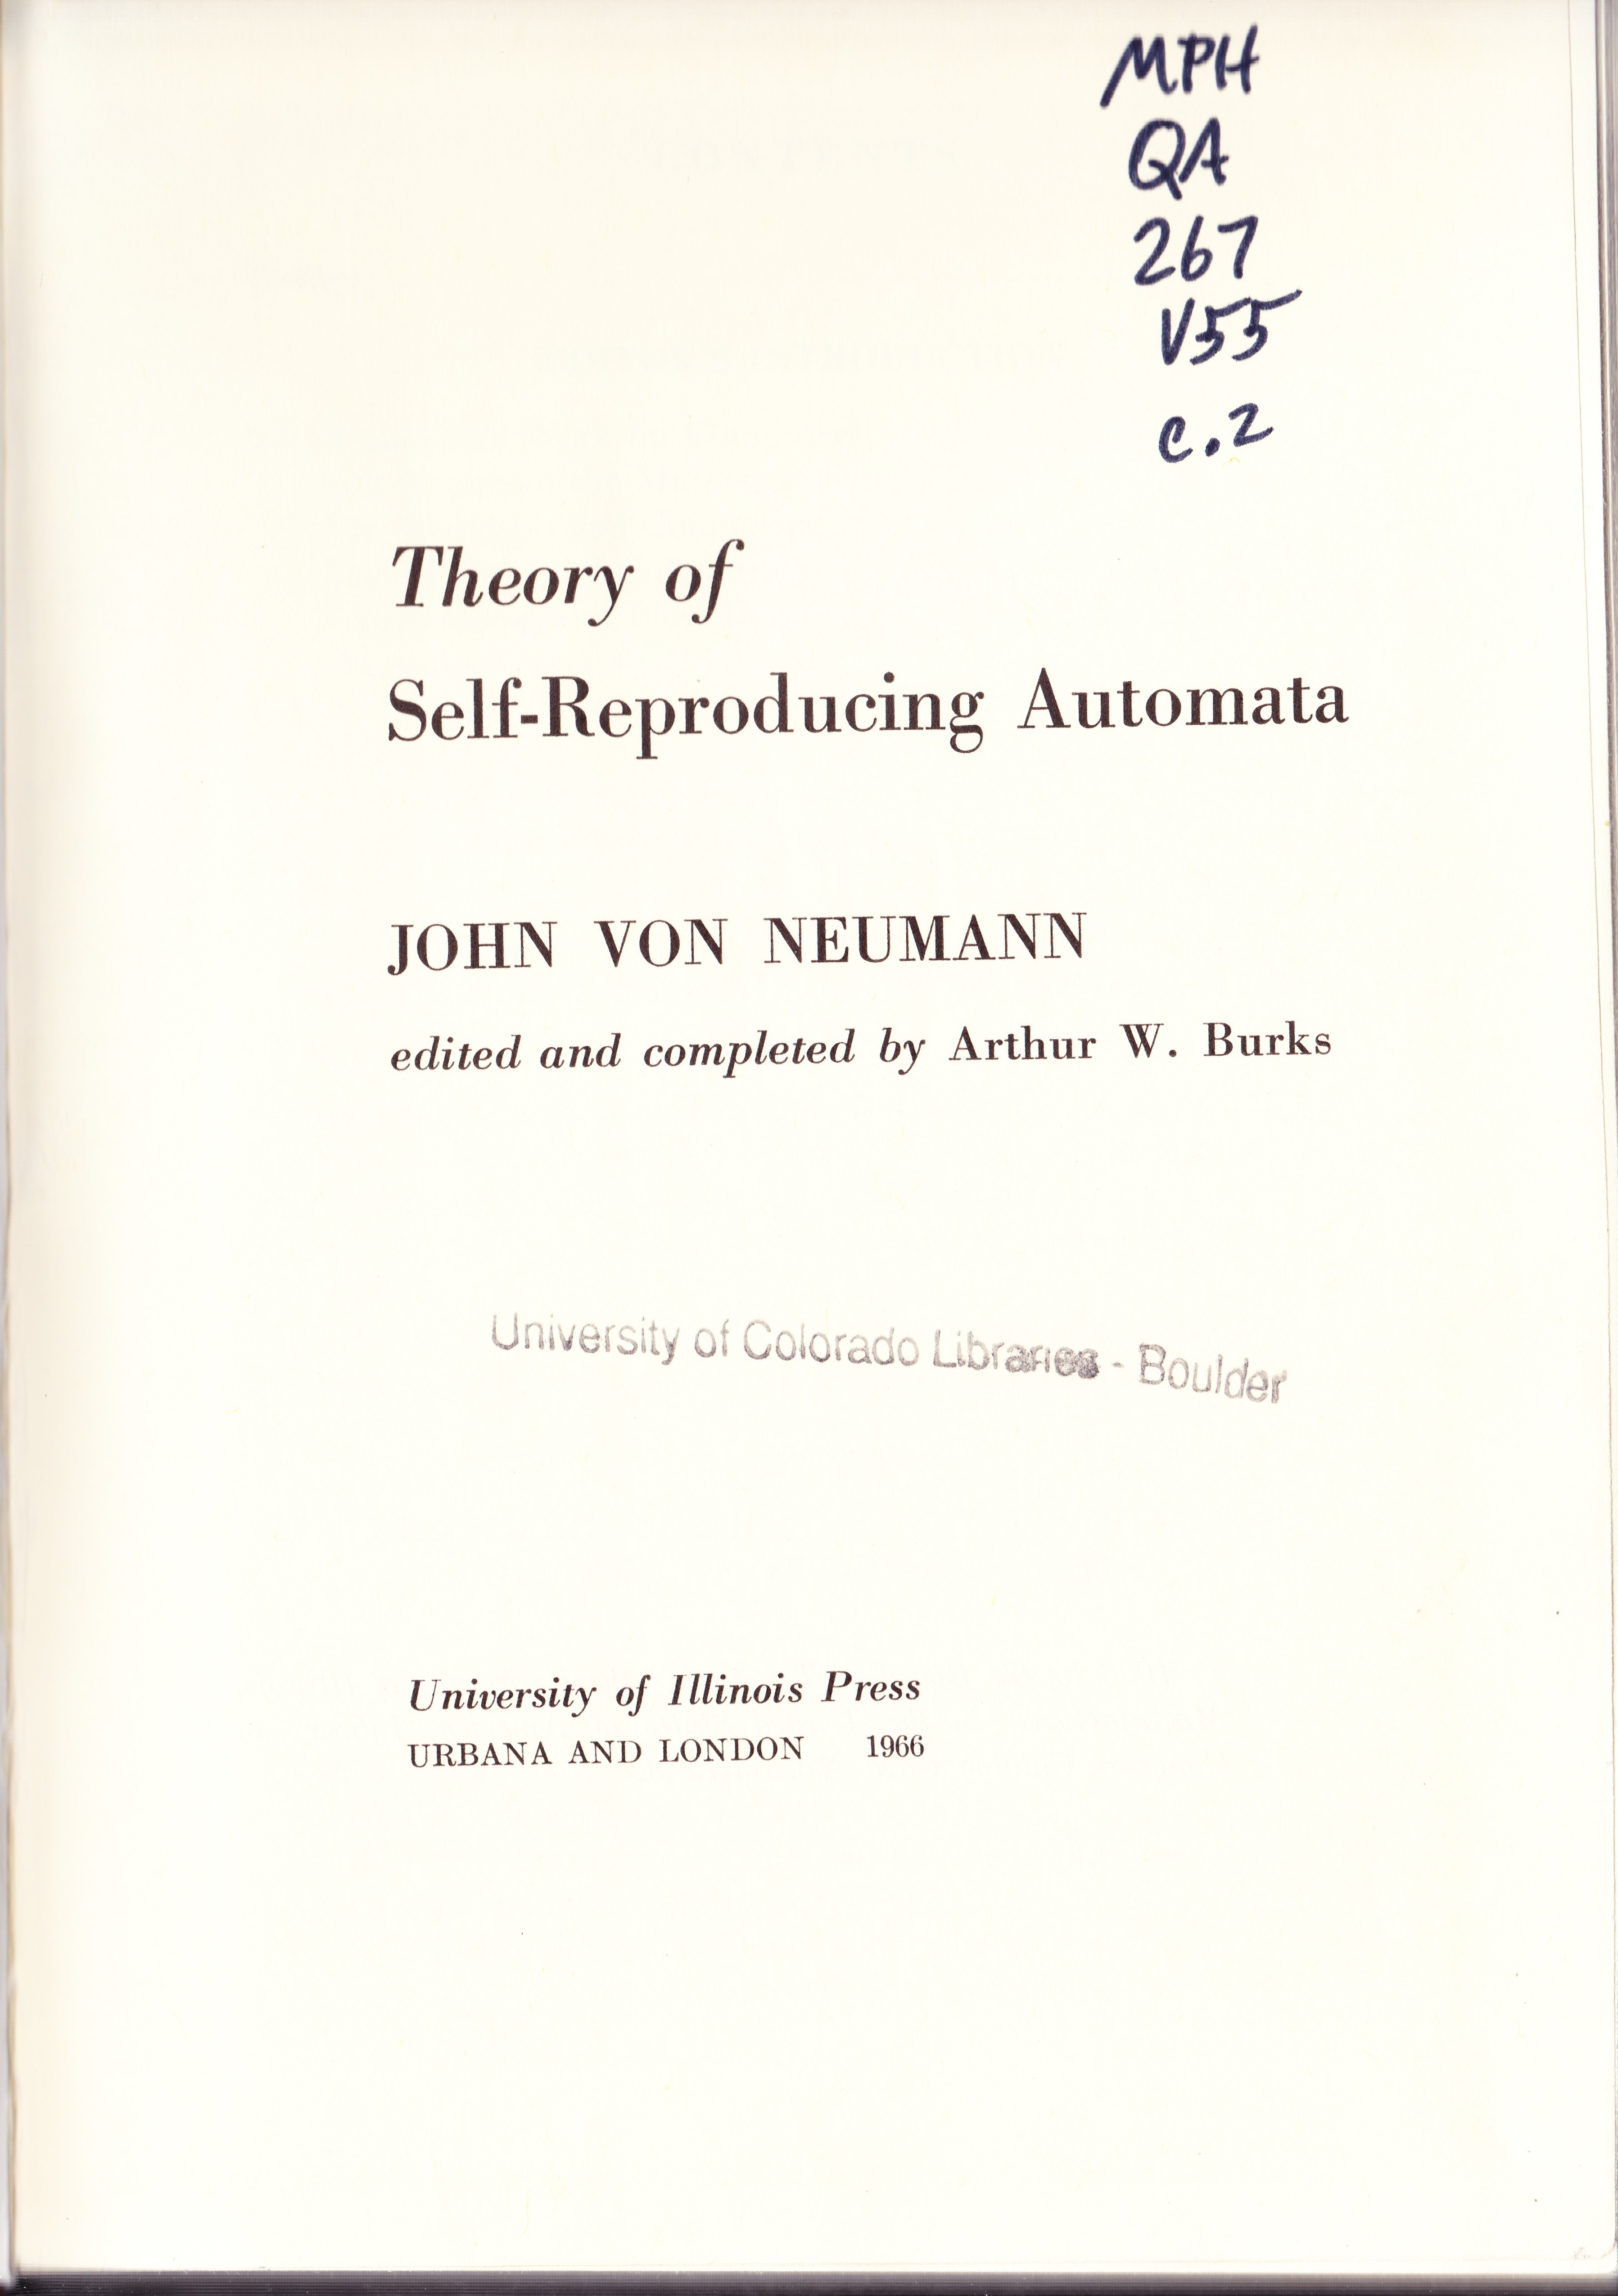 MPH
QA
267
V55
c.2
Theory of
Self-Reproducing Automata
JOHN VON NEUMANN
edited and completed by Arthur W. Burks
University of Colorado Libraries - Boulder
University of Illinois Press
URBANA AND LONDON 1966